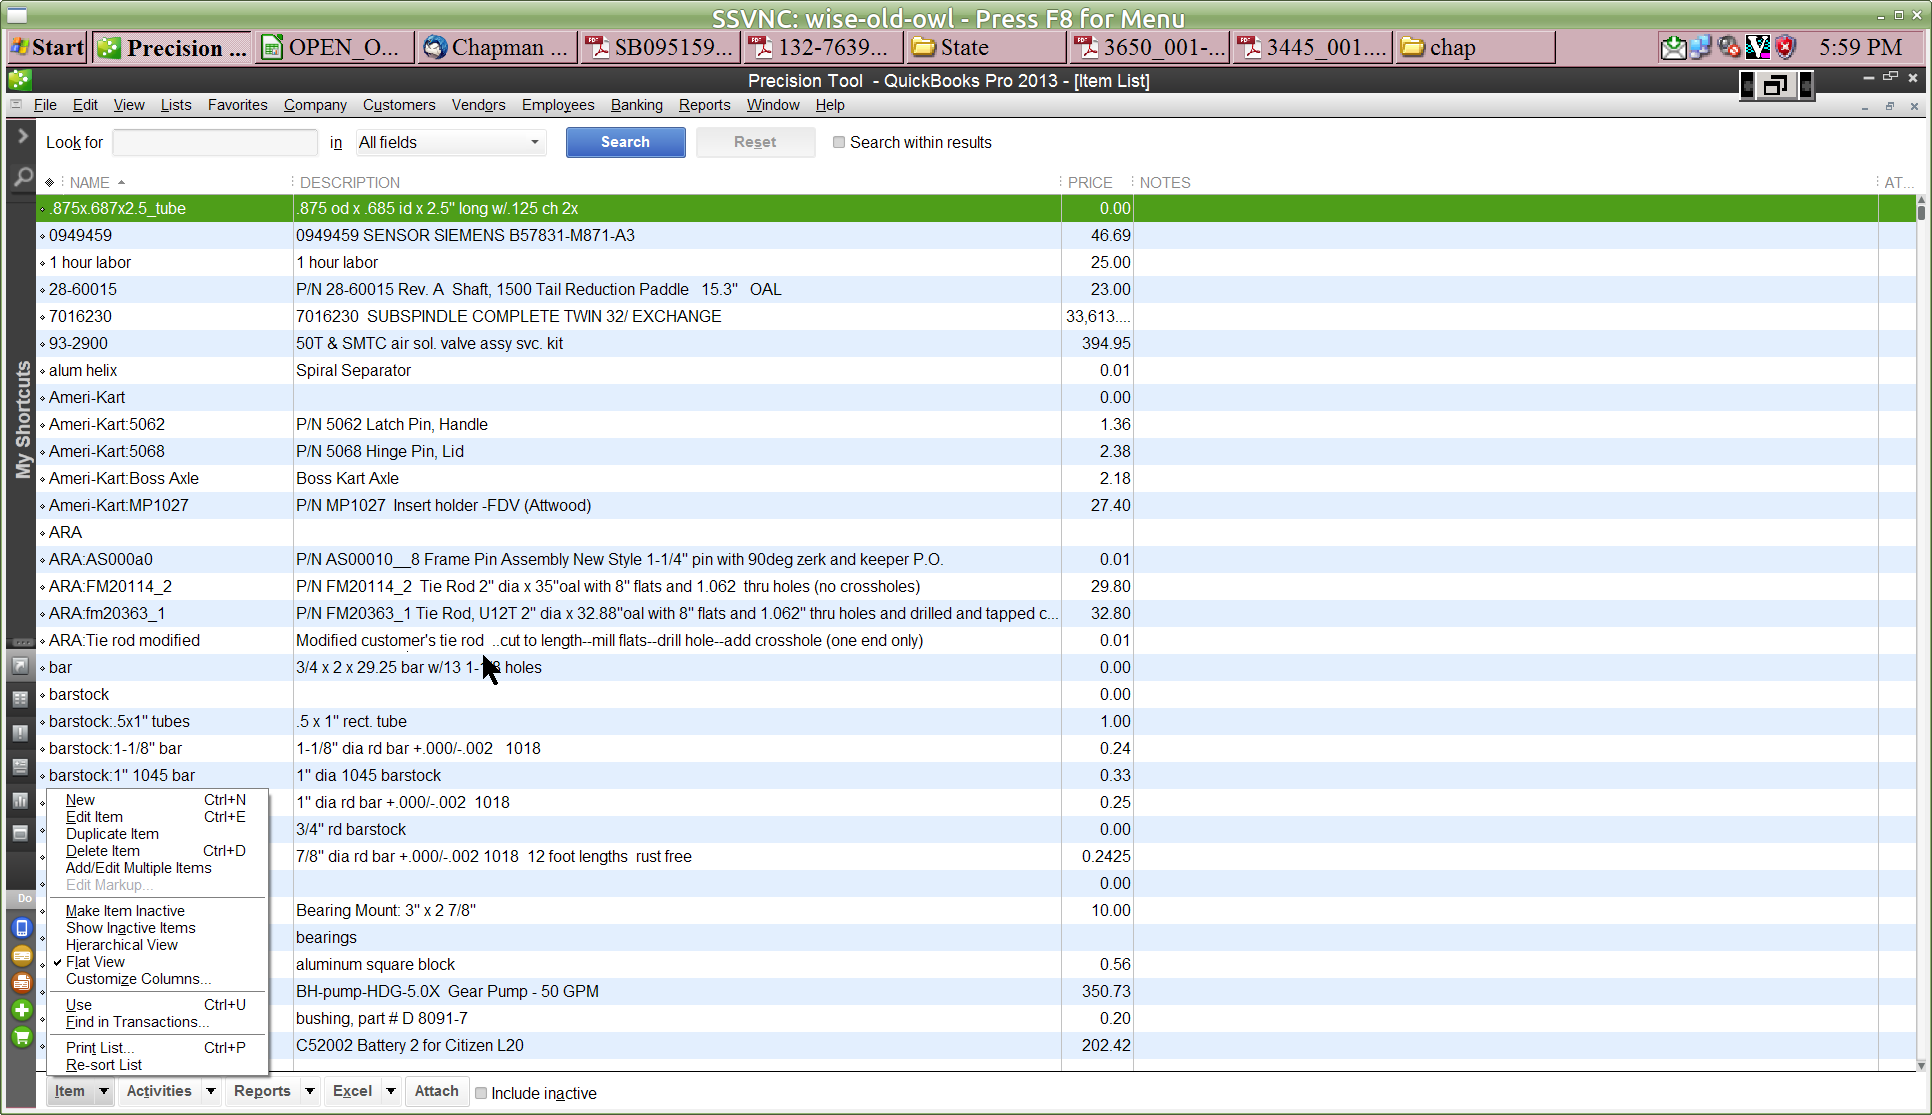 SSVNC: wise-old-owl - Press F8 for Menu
Start Precision ... OPEN_O... Chapman ... SB095159... 132-7639... State 3650_001-... 3445_001.... chap 5:59 PM
Precision Tool - QuickBooks Pro 2013 - [Item List]
File Edit View Lists Favorites Company Customers Vendors Employees Banking Reports Window Help
Look for in All fields Search Reset Search within results
NAME DESCRIPTION PRICE NOTES AT...
.875x.687x2.5_tube .875 od x .685 id x 2.5" long w/.125 ch 2x 0.00
0949459 0949459 SENSOR SIEMENS B57831-M871-A3 46.69
1 hour labor 1 hour labor 25.00
28-60015 P/N 28-60015 Rev. A Shaft, 1500 Tail Reduction Paddle 15.3" OAL 23.00
7016230 7016230 SUBSPINDLE COMPLETE TWIN 32/ EXCHANGE 33,613....
93-2900 50T & SMTC air sol. valve assy svc. kit 394.95
alum helix Spiral Separator 0.01
Ameri-Kart 0.00
Ameri-Kart:5062 P/N 5062 Latch Pin, Handle 1.36
Ameri-Kart:5068 P/N 5068 Hinge Pin, Lid 2.38
Ameri-Kart:Boss Axle Boss Kart Axle 2.18
Ameri-Kart:MP1027 P/N MP1027 Insert holder -FDV (Attwood) 27.40
ARA
ARA:AS000a0 P/N AS00010__8 Frame Pin Assembly New Style 1-1/4" pin with 90deg zerk and keeper P.O. 0.01
ARA:FM20114_2 P/N FM20114_2 Tie Rod 2" dia x 35"oal with 8" flats and 1.062 thru holes (no crossholes) 29.80
ARA:fm20363_1 P/N FM20363_1 Tie Rod, U12T 2" dia x 32.88"oal with 8" flats and 1.062" thru holes and drilled and tapped c... 32.80
ARA:Tie rod modified Modified customer's tie rod ..cut to length--mill flats--drill hole--add crosshole (one end only) 0.01
bar 3/4 x 2 x 29.25 bar w/13 holes 0.00
barstock 0.00
barstock:.5x1" tubes .5 x 1" rect. tube 1.00
barstock:1-1/8" bar 1-1/8" dia rd bar +.000/-.002 1018 0.24
barstock:1" 1045 bar 1" dia 1045 barstock 0.33
1" dia rd bar +.000/-.002 1018 0.25
3/4" rd barstock 0.00
7/8" dia rd bar +.000/-.002 1018 12 foot lengths rust free 0.2425
0.00
Bearing Mount: 3" x 2 7/8" 10.00
bearings
aluminum square block 0.56
BH-pump-HDG-5.0X Gear Pump - 50 GPM 350.73
bushing, part # D 8091-7 0.20
C52002 Battery 2 for Citizen L20 202.42
My Shortcuts
Do
New Ctrl+N
Edit Item Ctrl+E
Duplicate Item
Delete Item Ctrl+D
Add/Edit Multiple Items
Edit Markup...
Make Item Inactive
Show Inactive Items
Hierarchical View
Flat View
Customize Columns...
Use Ctrl+U
Find in Transactions...
Print List... Ctrl+P
Re-sort List
Item Activities Reports Excel Attach Include inactive